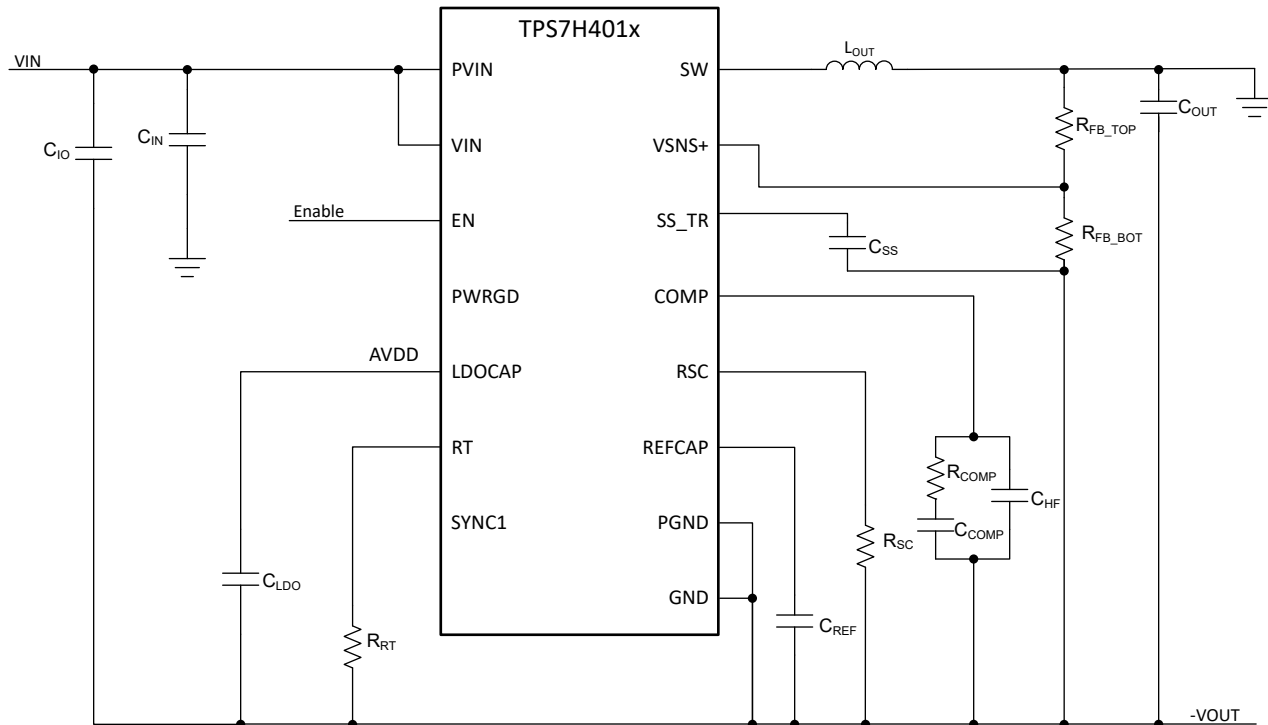 TPS7H401x
VIN
PVIN
SW
LOUT
CIO
CIN
VIN
VSNS+
RFB_TOP
COUT
Enable
EN
SS_TR
CSS
RFB_BOT
PWRGD
COMP
AVDD
LDOCAP
RSC
RT
REFCAP
RCOMP
CHF
SYNC1
PGND
RSC
CCOMP
CLDO
GND
RRT
CREF
-VOUT